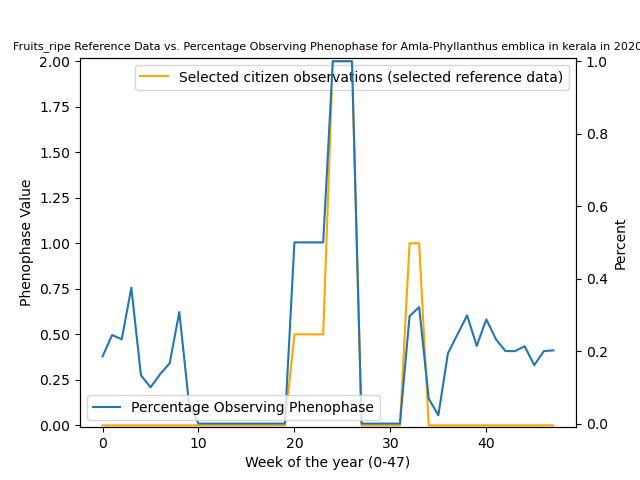 Fruits_ripe Reference Data vs. Percentage Observing Phenophase for Amla-Phyllanthus emblica in kerala in 2020
Selected citizen observations (selected reference data)
Percentage Observing Phenophase
Phenophase Value
2.00
1.75
1.50
1.25
1.00
0.75
0.50
0.25
0.00
1.0
0.8
0.6
0.4
0.2
0.0
Percent
0 10 20 30 40
Week of the year (0-47)